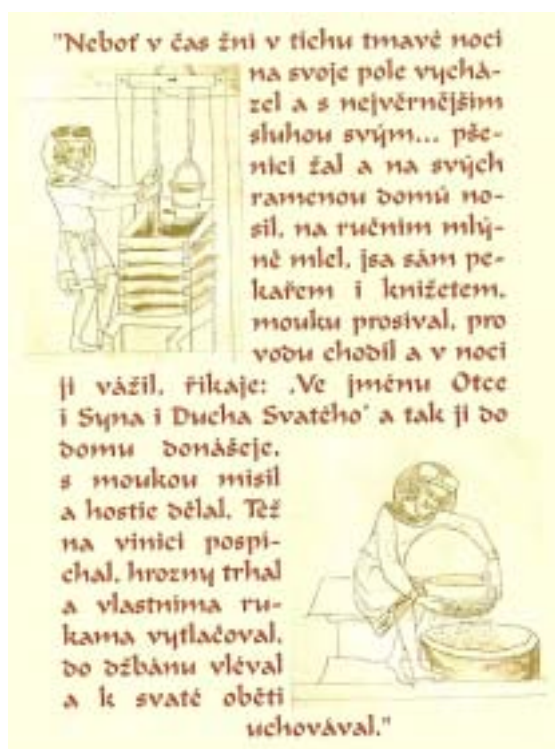 "Neboť v čas žní v tichu tmavé noci
na svoje pole vychá-
zel a s nejvěrnějším
sluhou svým... pše-
nici žal a na svých
ramenou domů no-
sil, na ručním mlý-
ně mlel, jsa sám pe-
kařem i knížetem,
mouku prosíval, pro
vodu chodil a v noci
ji vážil, říkaje: ‚Ve jménu Otce
i Syna i Ducha Svatého‘ a tak ji do
domu donášeje,
s moukou mísil
a hostie dělal. Též
na vinici pospí-
chal, hrozny trhal
a vlastníma ru-
kama vytlačoval,
do džbánu vléval
a k svaté oběti
uchovával."